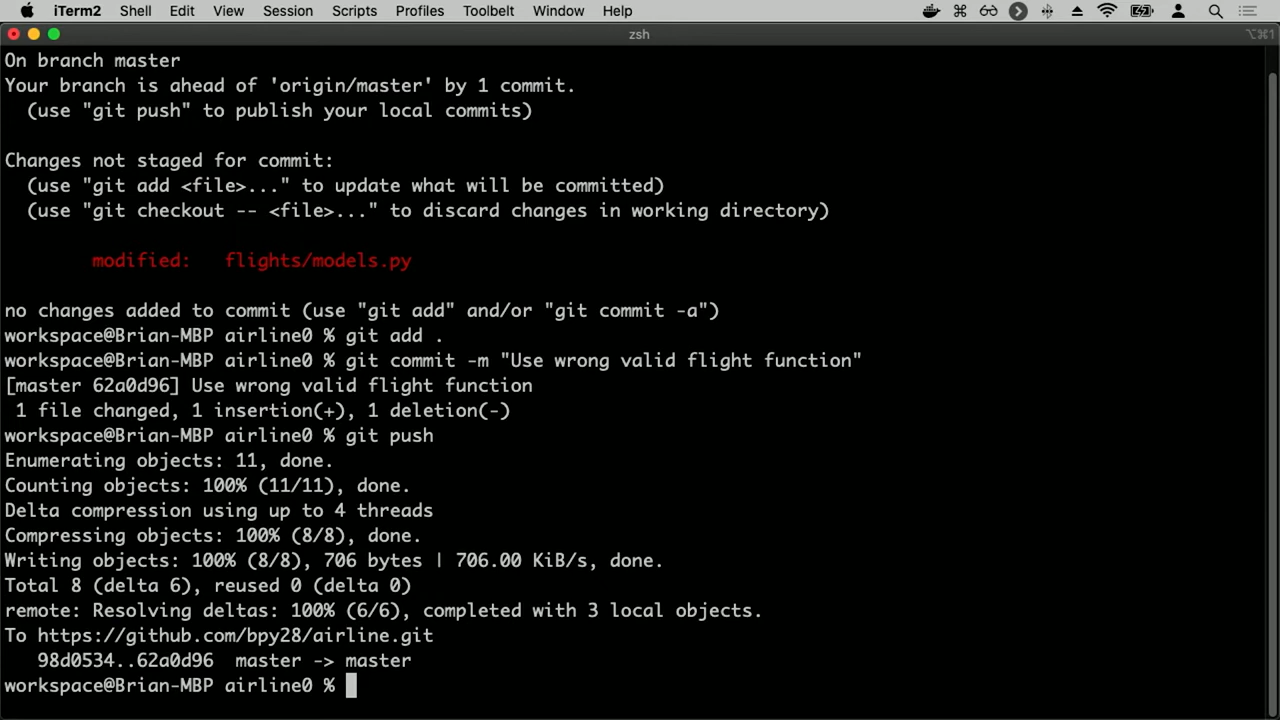 iTerm2 Shell Edit View Session Scripts Profiles Toolbelt Window Help
zsh
⌥⌘1
On branch master
Your branch is ahead of 'origin/master' by 1 commit.
  (use "git push" to publish your local commits)
Changes not staged for commit:
  (use "git add <file>..." to update what will be committed)
  (use "git checkout -- <file>..." to discard changes in working directory)
        modified:   flights/models.py
no changes added to commit (use "git add" and/or "git commit -a")
workspace@Brian-MBP airline0 % git add .
workspace@Brian-MBP airline0 % git commit -m "Use wrong valid flight function"
[master 62a0d96] Use wrong valid flight function
 1 file changed, 1 insertion(+), 1 deletion(-)
workspace@Brian-MBP airline0 % git push
Enumerating objects: 11, done.
Counting objects: 100% (11/11), done.
Delta compression using up to 4 threads
Compressing objects: 100% (8/8), done.
Writing objects: 100% (8/8), 706 bytes | 706.00 KiB/s, done.
Total 8 (delta 6), reused 0 (delta 0)
remote: Resolving deltas: 100% (6/6), completed with 3 local objects.
To https://github.com/bpy28/airline.git
   98d0534..62a0d96  master -> master
workspace@Brian-MBP airline0 %